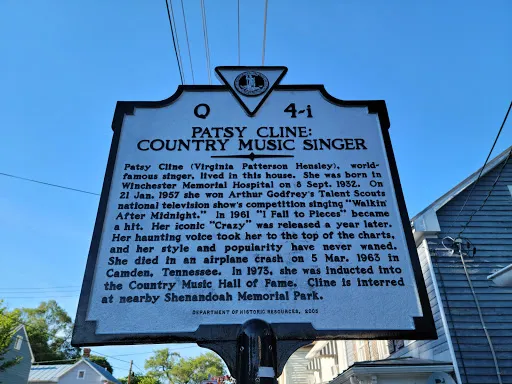 Q 4-i
PATSY CLINE:
COUNTRY MUSIC SINGER
Patsy Cline (Virginia Patterson Hensley), world-
famous singer, lived in this house. She was born in
Winchester Memorial Hospital on 8 Sept. 1932. On
21 Jan. 1957 she won Arthur Godfrey's Talent Scouts
national television show's competition singing "Walkin'
After Midnight." In 1961 "I Fall to Pieces" became
a hit. Her iconic "Crazy" was released a year later.
Her haunting voice took her to the top of the charts,
and her style and popularity have never waned.
She died in an airplane crash on 5 Mar. 1963 in
Camden, Tennessee. In 1973, she was inducted into
the Country Music Hall of Fame. Cline is interred
at nearby Shenandoah Memorial Park.
DEPARTMENT OF HISTORIC RESOURCES, 2005